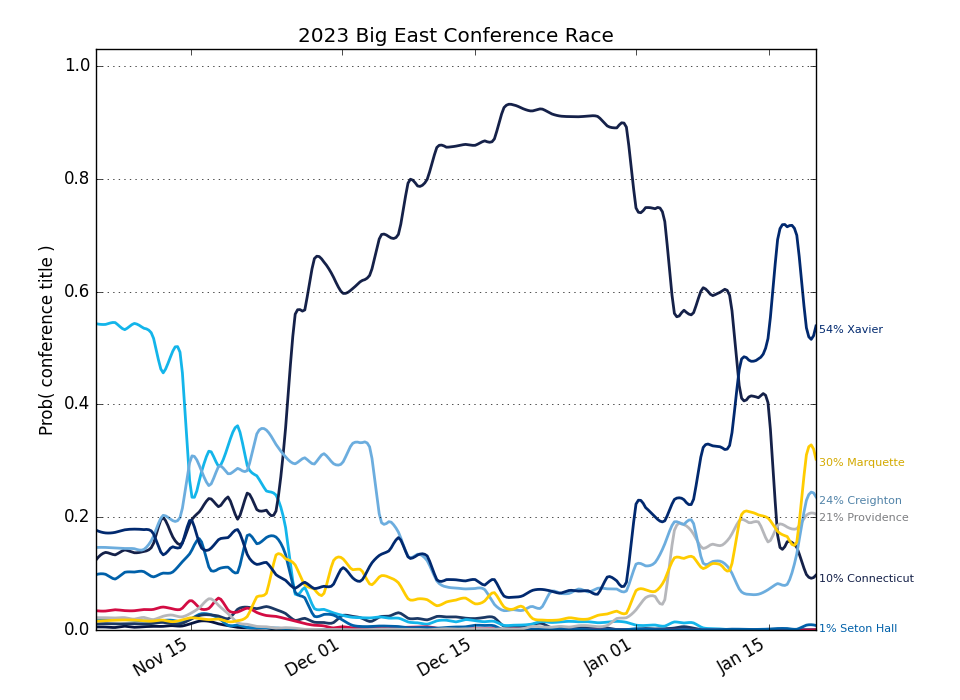 2023 Big East Conference Race
Prob( conference title )
1.0
0.8
0.6
0.4
0.2
0.0
Nov 15
Dec 01
Dec 15
Jan 01
Jan 15
54% Xavier
30% Marquette
24% Creighton
21% Providence
10% Connecticut
1% Seton Hall